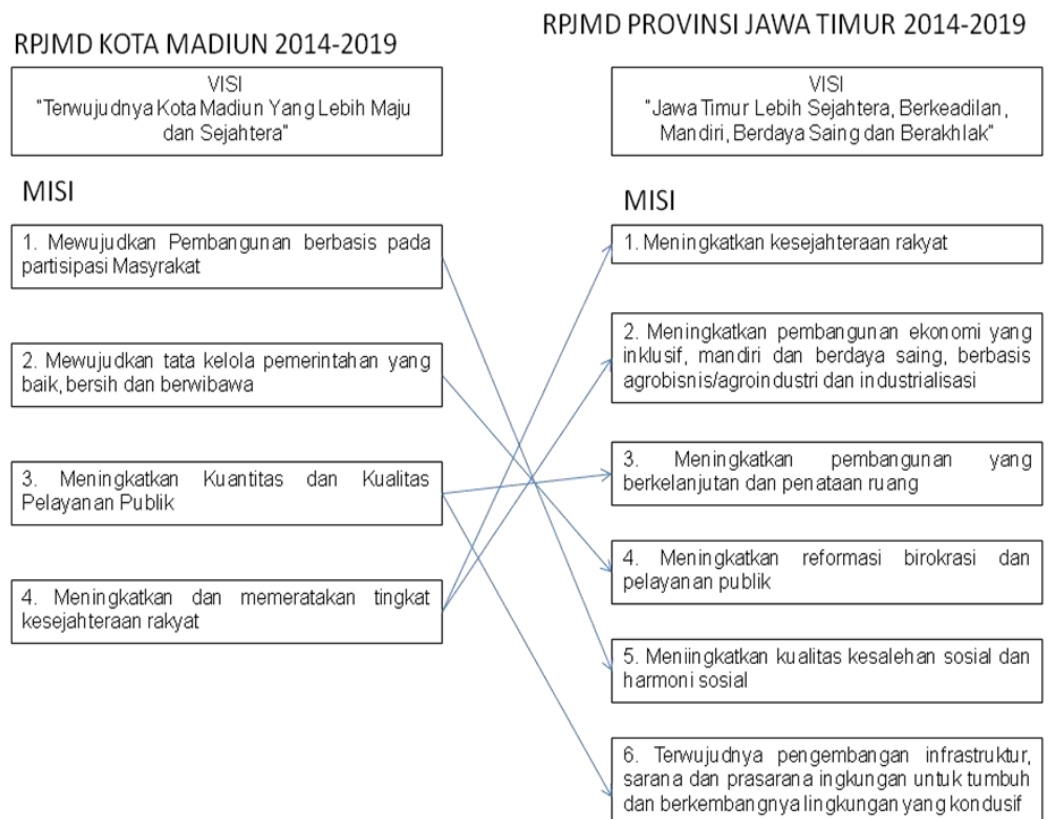 RPJMD KOTA MADIUN 2014-2019
VISI
"Terwujudnya Kota Madiun Yang Lebih Maju
dan Sejahtera"
MISI
1. Mewujudkan Pembangunan berbasis pada
partisipasi Masyrakat
2. Mewujudkan tata kelola pemerintahan yang
baik, bersih dan berwibawa
3. Meningkatkan Kuantitas dan Kualitas
Pelayanan Publik
4. Meningkatkan dan memeratakan tingkat
kesejahteraan rakyat
RPJMD PROVINSI JAWA TIMUR 2014-2019
VISI
"Jawa Timur Lebih Sejahtera, Berkeadilan,
Mandiri, Berdaya Saing dan Berakhlak"
MISI
1. Meningkatkan kesejahteraan rakyat
2. Meningkatkan pembangunan ekonomi yang
inklusif, mandiri dan berdaya saing, berbasis
agrobisnis/agroindustri dan industrialisasi
3. Meningkatkan pembangunan yang
berkelanjutan dan penataan ruang
4. Meningkatkan reformasi birokrasi dan
pelayanan publik
5. Meniingkatkan kualitas kesalehan sosial dan
harmoni sosial
6. Terwujudnya pengembangan infrastruktur,
sarana dan prasarana ingkungan untuk tumbuh
dan berkembangnya lingkungan yang kondusif